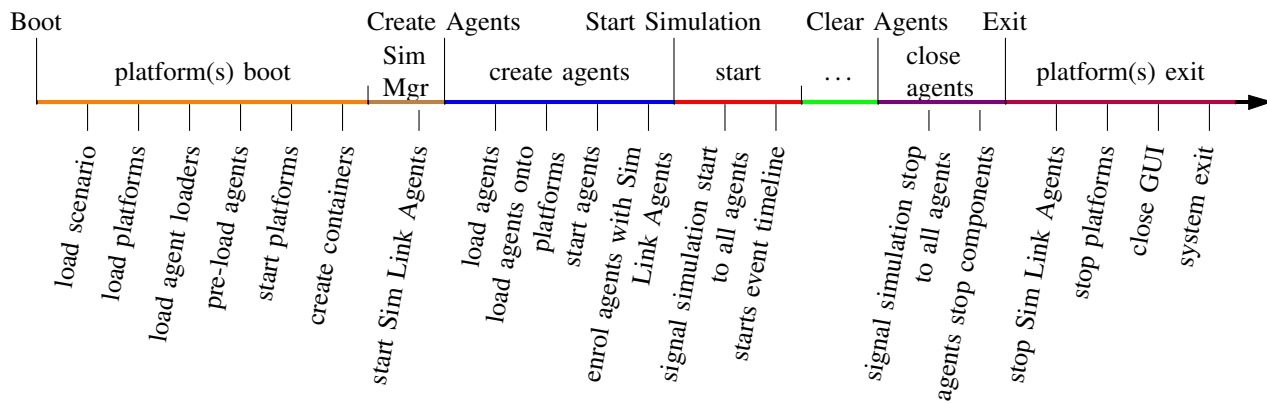 Boot
Create Agents
Start Simulation
Clear Agents
Exit
platform(s) boot
Sim
Mgr
create agents
start
...
close
agents
platform(s) exit
load scenario
load platforms
load agent loaders
pre-load agents
start platforms
create containers
start Sim Link Agents
load agents
load agents onto
platforms
start agents
enrol agents with Sim
Link Agents
signal simulation start
to all agents
starts event timeline
signal simulation stop
to all agents
agents stop components
stop Sim Link Agents
stop platforms
close GUI
system exit